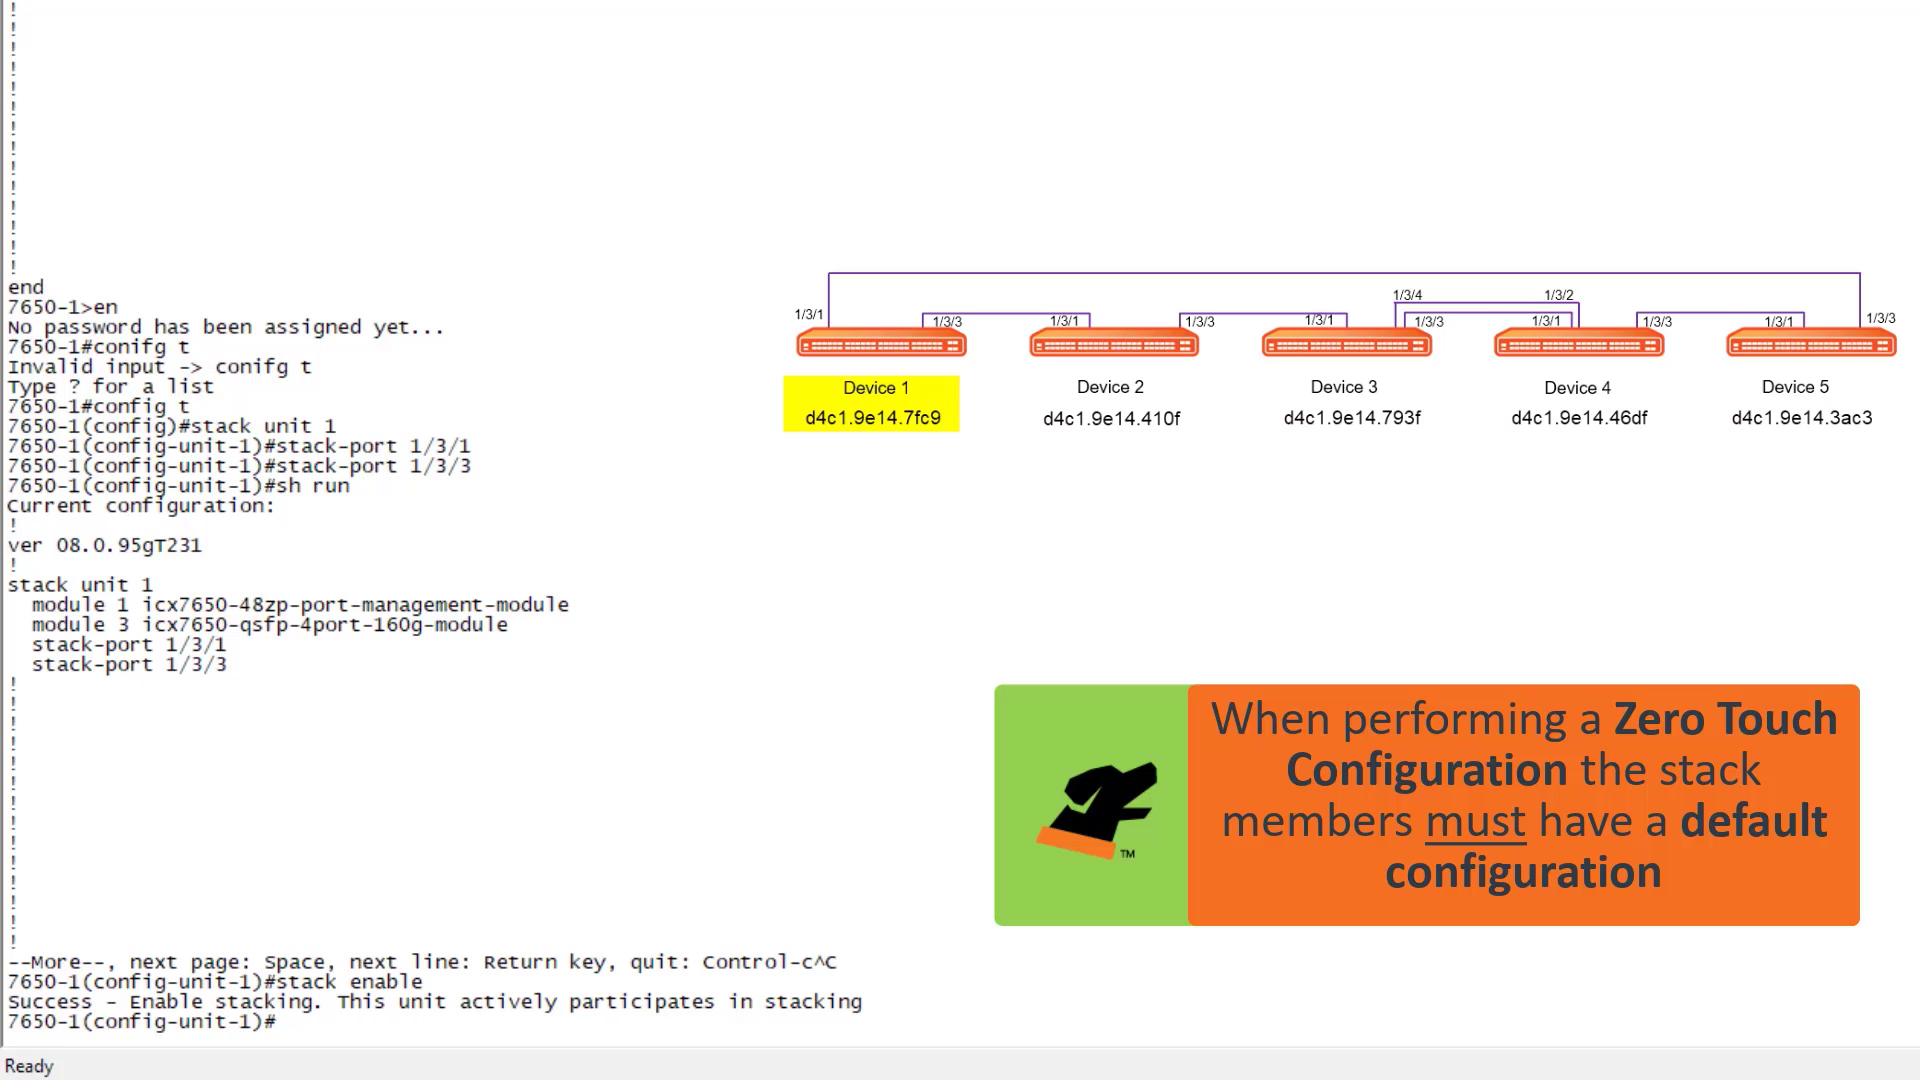 !
!
!
!
!
!
!
!
!
!
!
!
!
!
end
7650-1>en
No password has been assigned yet...
7650-1#conifg t
Invalid input -> conifg t
Type ? for a list
7650-1#config t
7650-1(config)#stack unit 1
7650-1(config-unit-1)#stack-port 1/3/1
7650-1(config-unit-1)#stack-port 1/3/3
7650-1(config-unit-1)#sh run
Current configuration:
!
ver 08.0.95gT231
!
stack unit 1
  module 1 icx7650-48zp-port-management-module
  module 3 icx7650-qsfp-4port-160g-module
  stack-port 1/3/1
  stack-port 1/3/3
!
!
!
!
!
!
!
!
!
!
!
!
!
!
--More--, next page: Space, next line: Return key, quit: Control-c^C
7650-1(config-unit-1)#stack enable
Success - Enable stacking. This unit actively participates in stacking
7650-1(config-unit-1)#
Ready
1/3/4 1/3/2
1/3/1 1/3/3 1/3/1 1/3/3 1/3/1 1/3/3 1/3/1 1/3/3 1/3/1 1/3/3
Device 1 Device 2 Device 3 Device 4 Device 5
d4c1.9e14.7fc9 d4c1.9e14.410f d4c1.9e14.793f d4c1.9e14.46df d4c1.9e14.3ac3
When performing a Zero Touch
Configuration the stack
members must have a default
configuration
TM